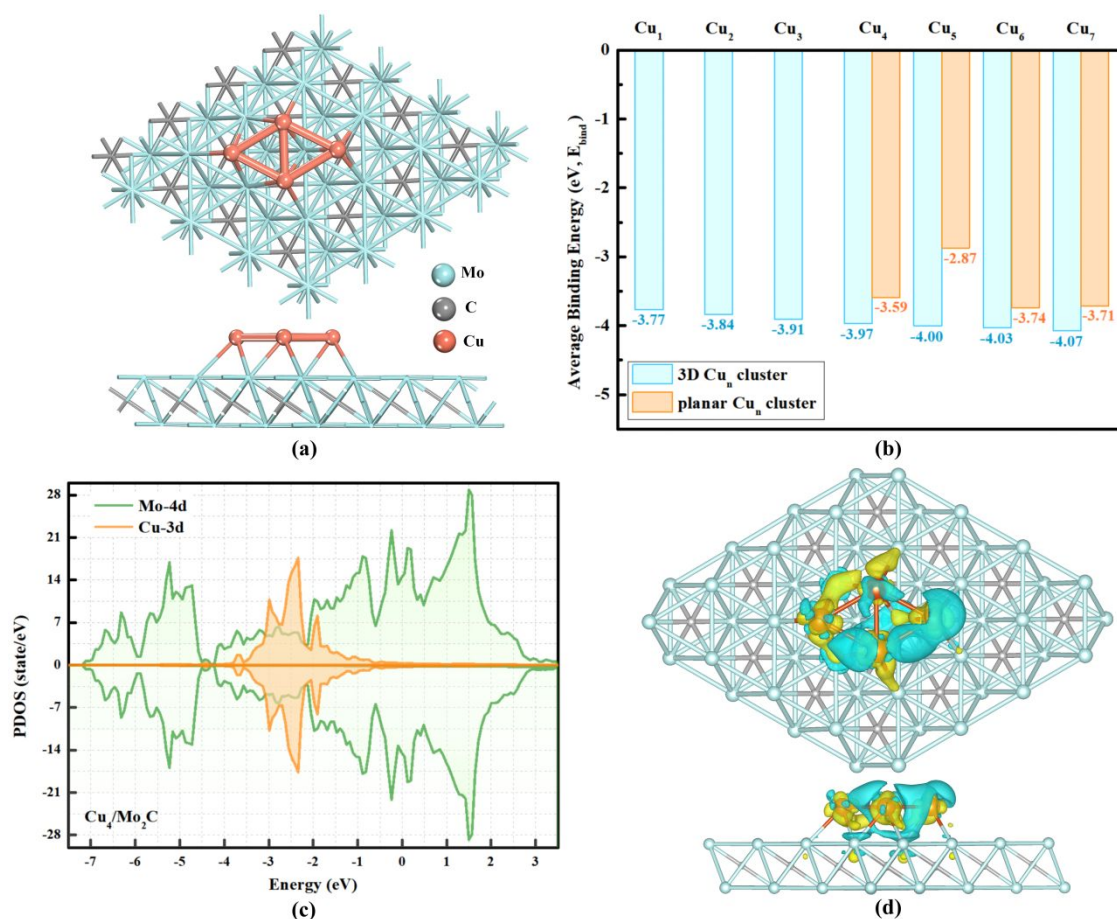 Mo
C
Cu
(a)
Cu₁ Cu₂ Cu₃ Cu₄ Cu₅ Cu₆ Cu₇
Average Binding Energy (eV, E_bind)
0
-1
-2
-3
-4
-5
-3.77
-3.84
-3.91
-3.97
-3.59
-4.00
-2.87
-4.03
-3.74
-4.07
-3.71
3D Cuₙ cluster
planar Cuₙ cluster
(b)
PDOS (state/eV)
28
21
14
7
0
-7
-14
-21
-28
Mo-4d
Cu-3d
Cu₄/Mo₂C
-7 -6 -5 -4 -3 -2 -1 0 1 2 3
Energy (eV)
(c)
(d)